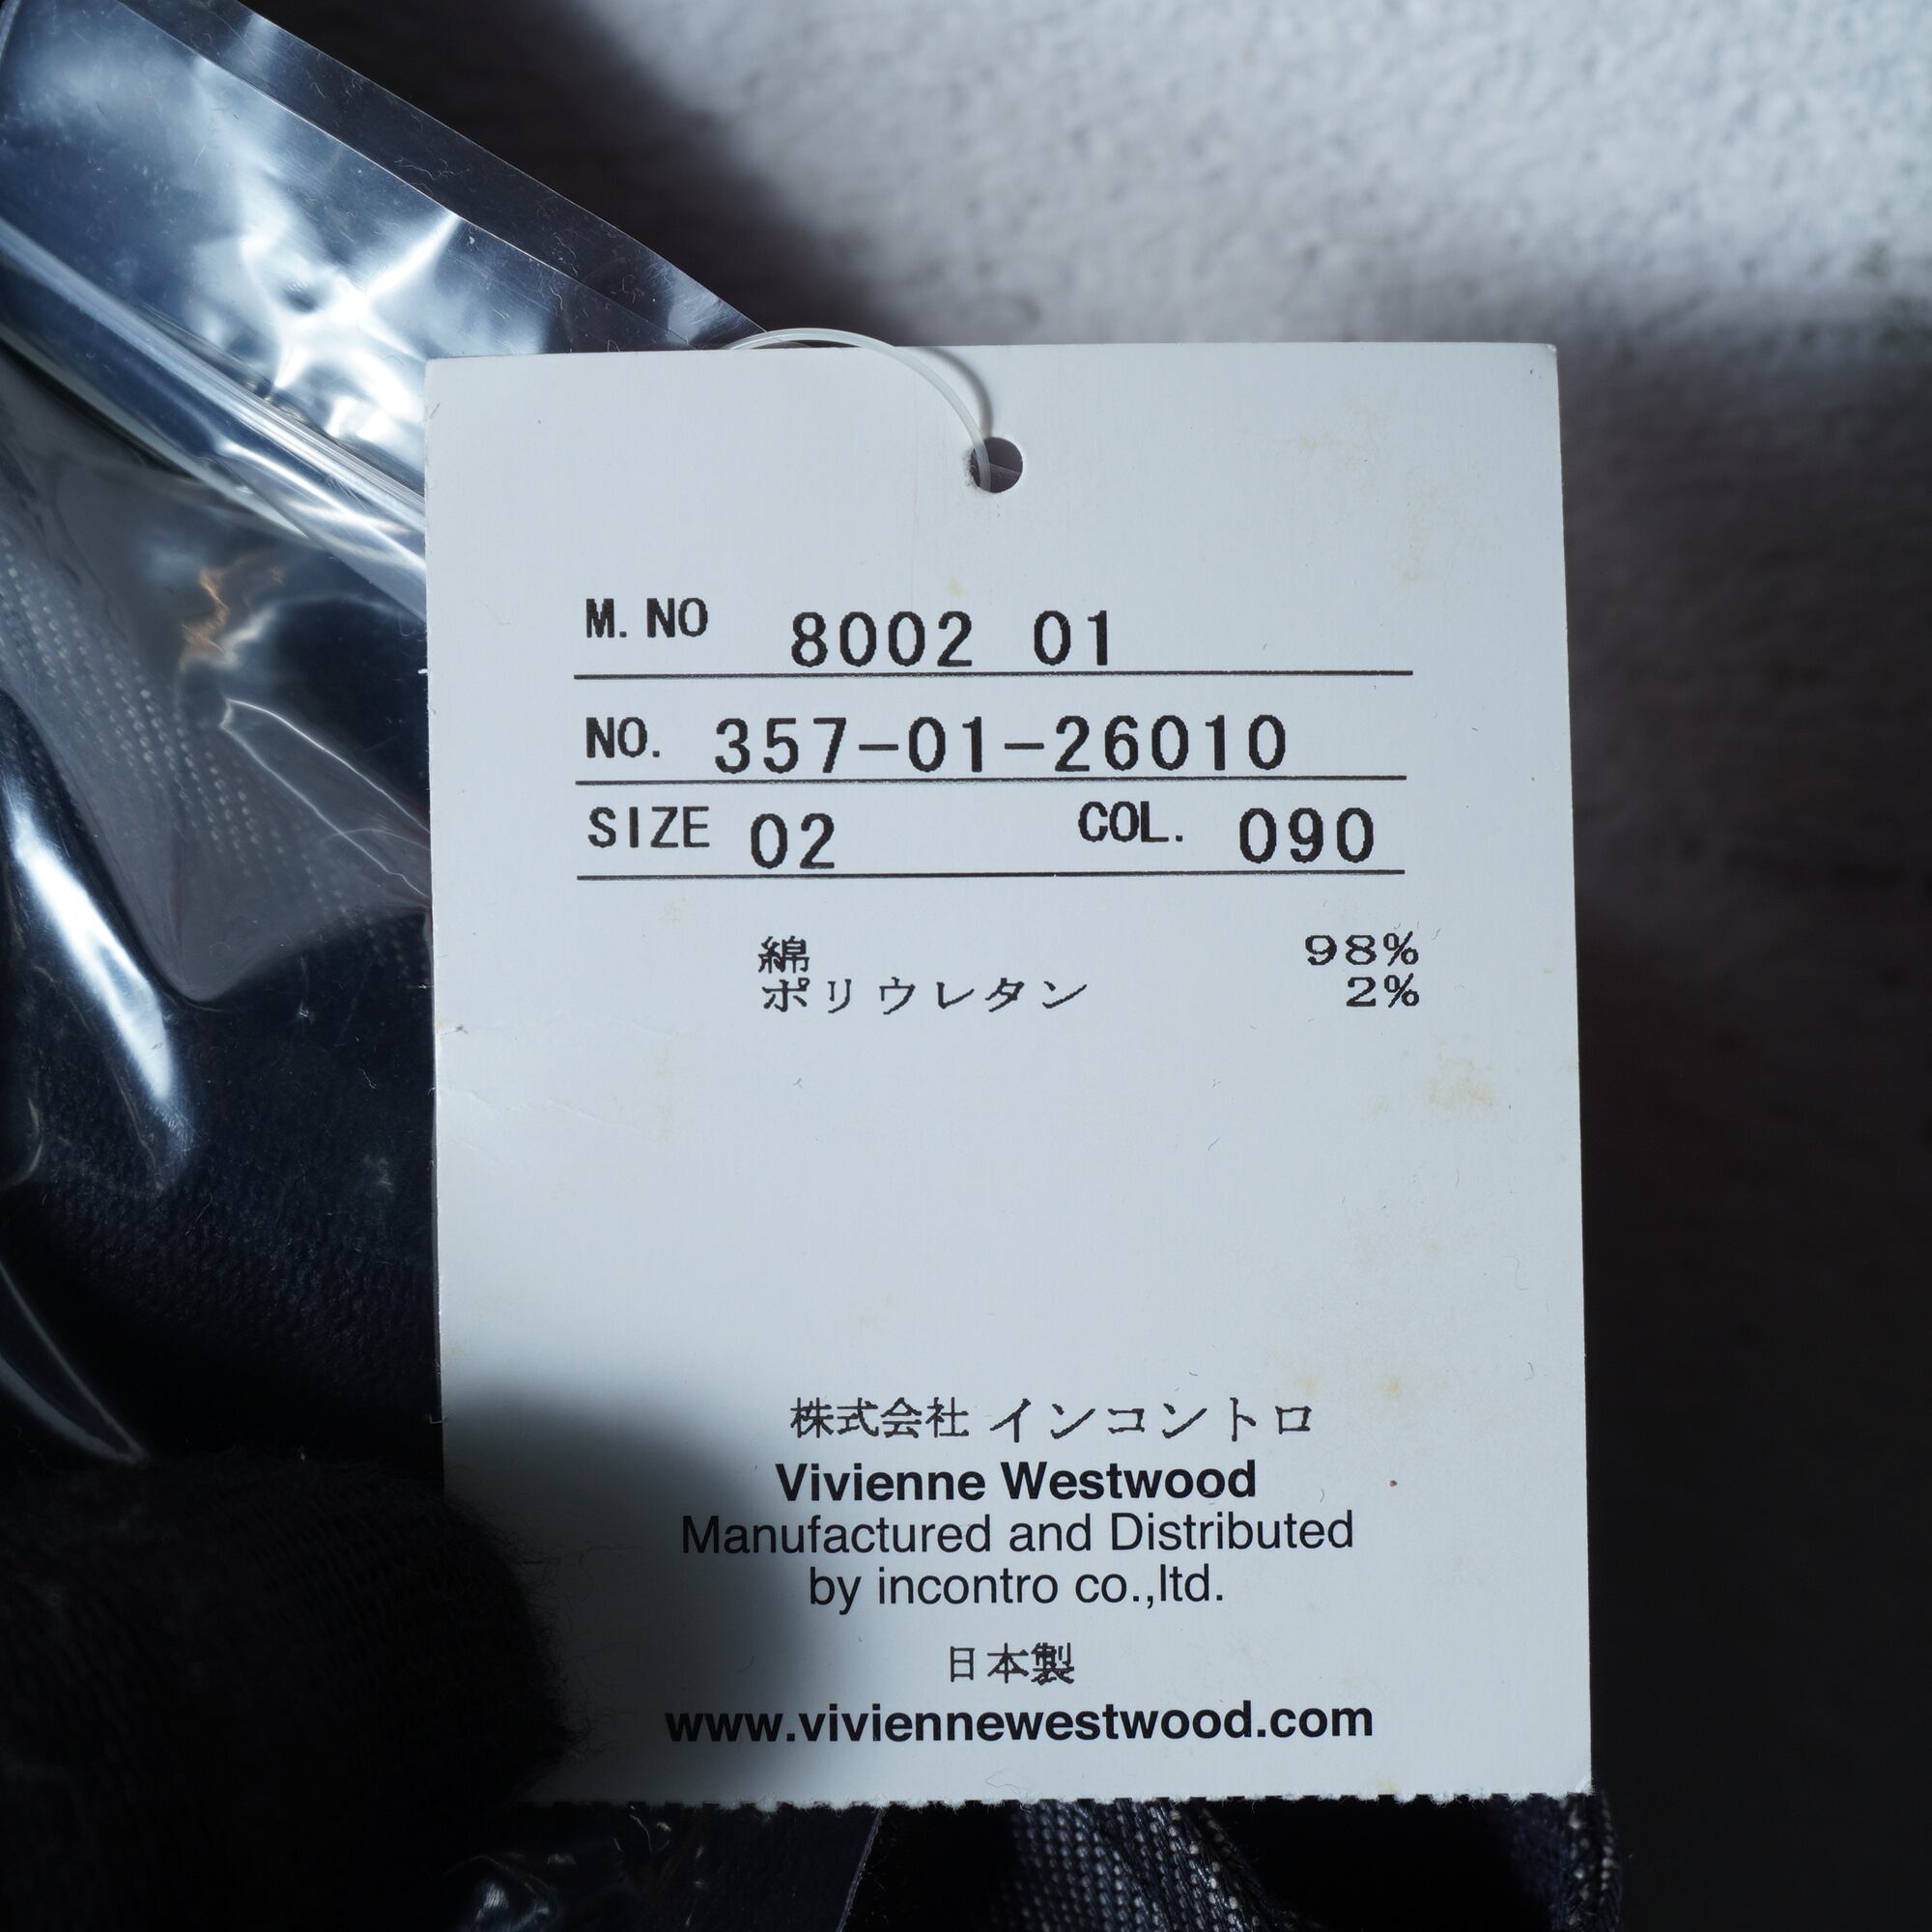 M. NO 8002 01
NO. 357-01-26010
SIZE 02 COL. 090
綿 98%
ポリウレタン 2%
株式会社 インコントロ
Vivienne Westwood
Manufactured and Distributed
by incontro co.,ltd.
日本製
www.viviennewestwood.com